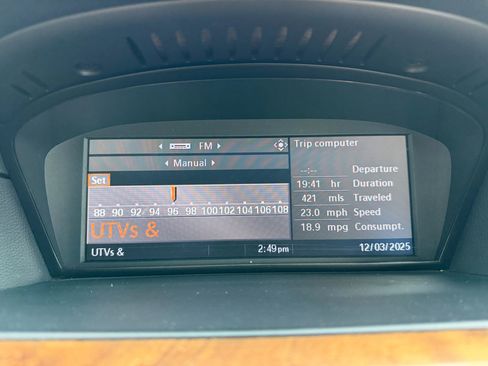 FM
Manual
Trip computer
Set
--:-- Departure
19:41 hr Duration
421 mls Traveled
23.0 mph Speed
18.9 mpg Consumpt.
88 90 92 94 96 98 100 102 104 106 108
UTVs &
UTVs & 2:49 pm 12/03/2025